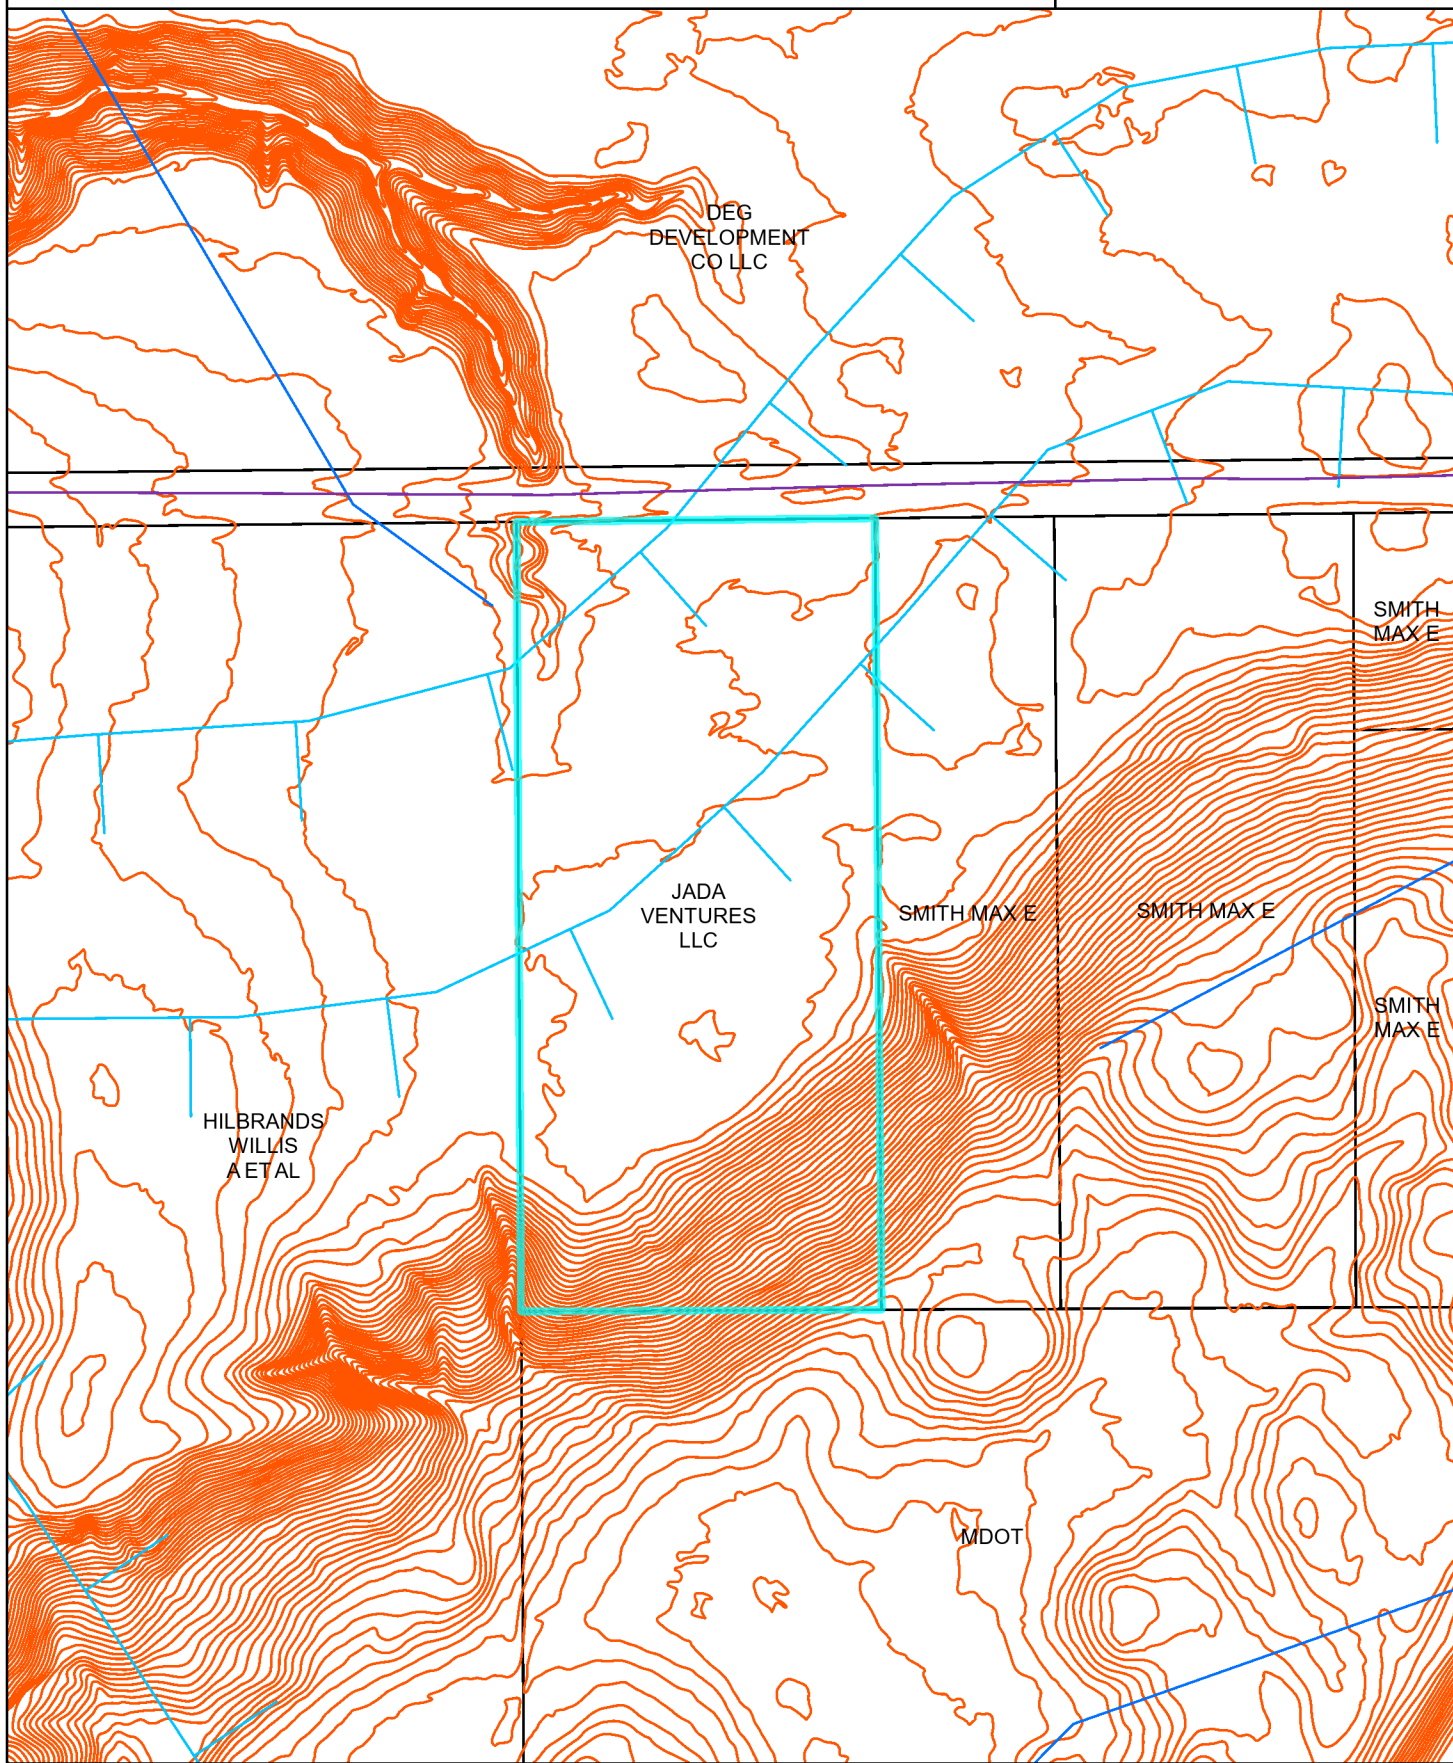 DEG
DEVELOPMENT
CO LLC
SMITH
MAX E
JADA
VENTURES
LLC
SMITH MAX E
SMITH MAX E
SMITH
MAX E
HILBRANDS
WILLIS
A ET AL
MDOT